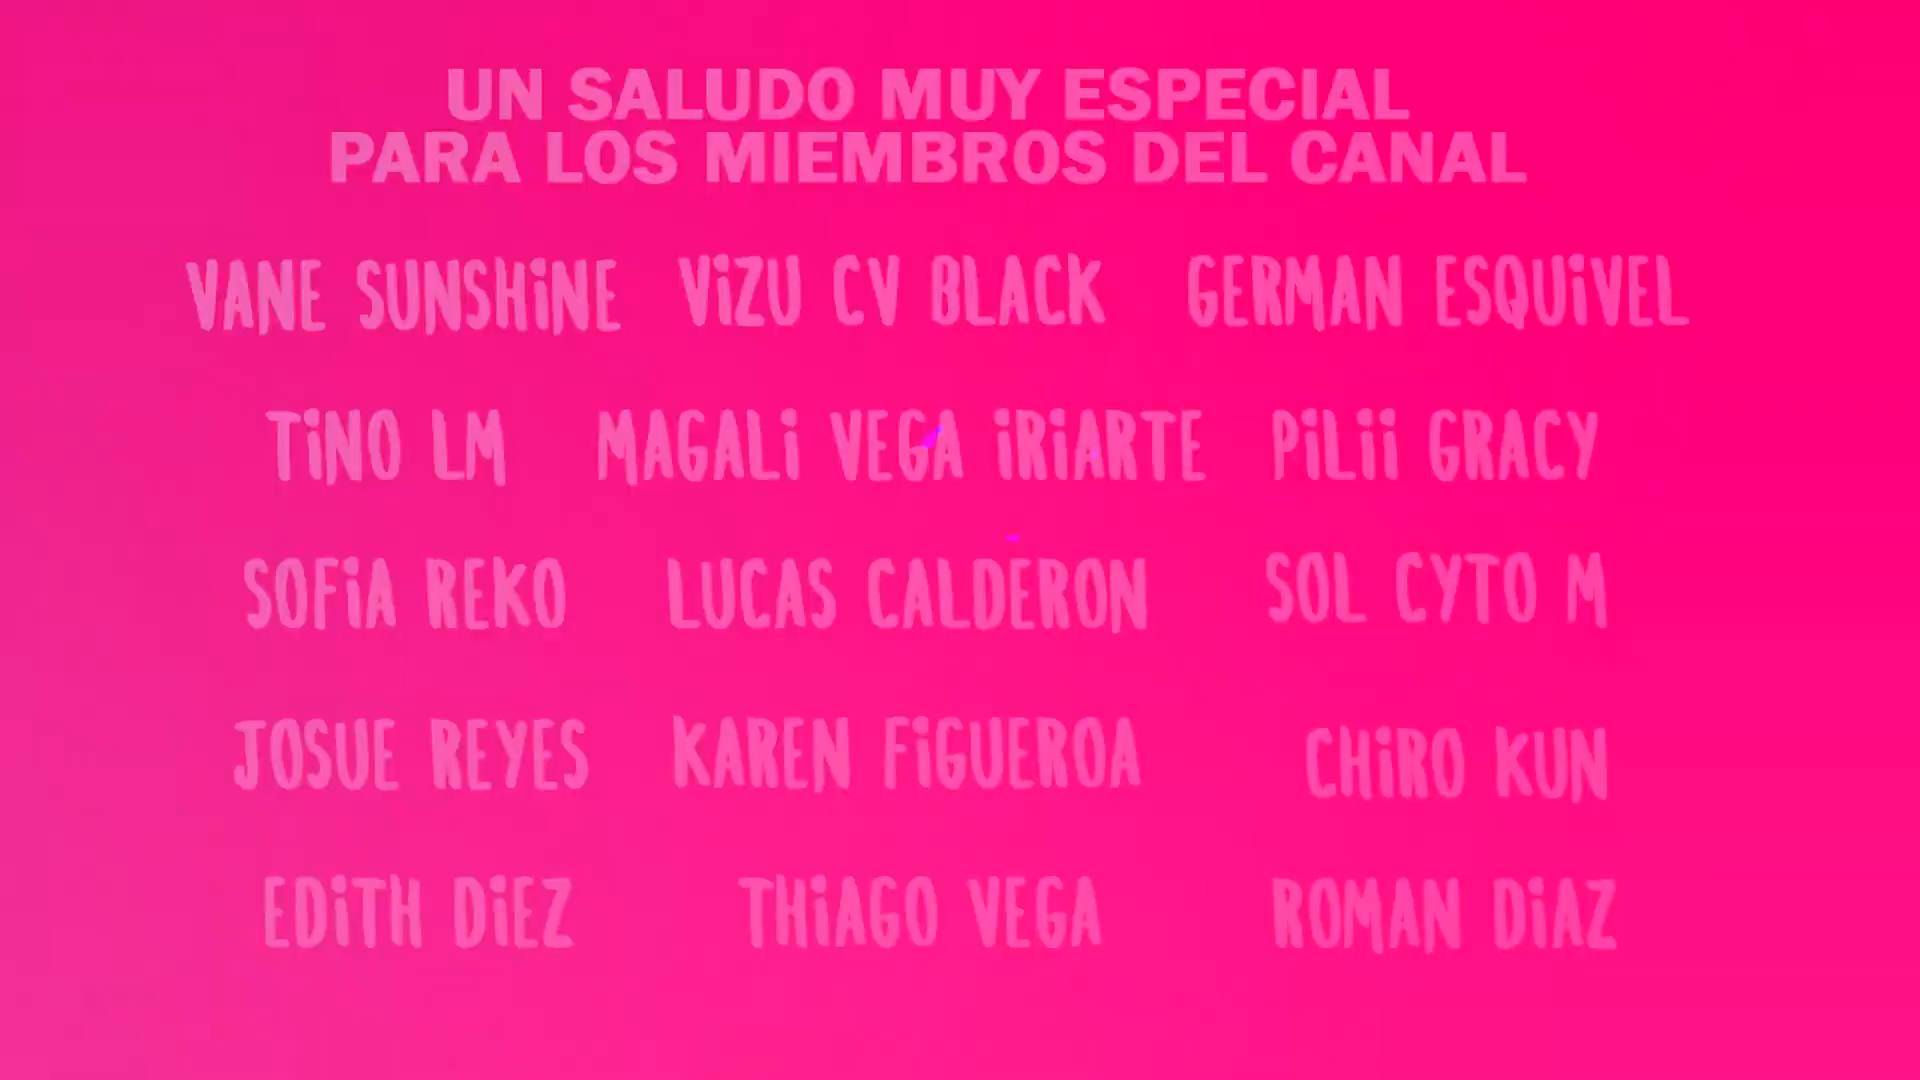 UN SALUDO MUY ESPECIAL
PARA LOS MIEMBROS DEL CANAL
VANE SUNSHiNE ViZU CV BLACK GERMAN ESQUiVEL
TiNO LM MAGALi VEGA iRiARTE PiLii GRACY
SOFiA REKO LUCAS CALDERON SOL CYTO M
JOSUE REYES KAREN FiGUEROA CHiRO KUN
EDiTH DiEZ THiAGO VEGA ROMAN DiAZ